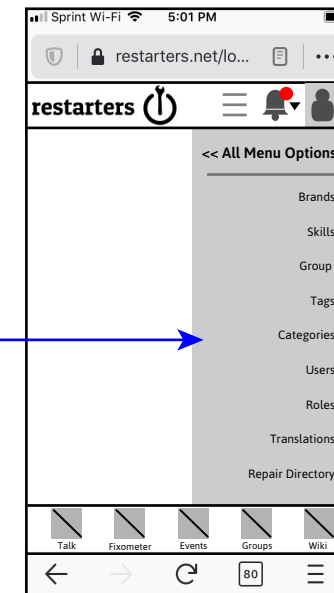 Sprint Wi-Fi 5:01 PM
restarters.net/lo...
restarters
<< All Menu Options
Brands
Skills
Group
Tags
Categories
Users
Roles
Translations
Repair Directory
Talk Fixometer Events Groups Wiki
80